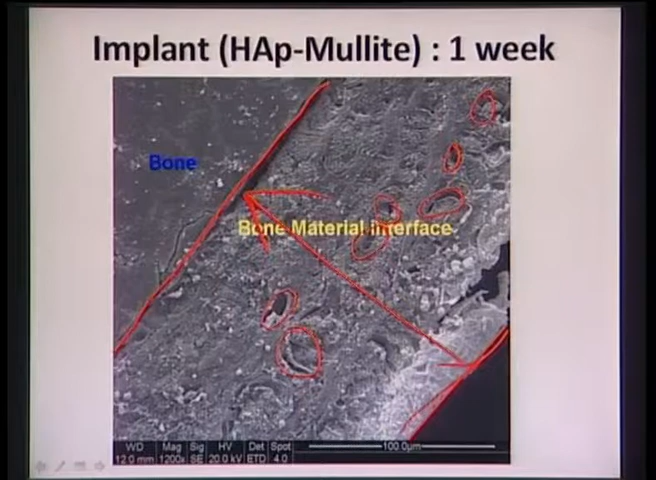 Implant (HAp-Mullite) : 1 week
Bone
Bone Material interface
WD Mag Sig HV Det Spot
12.0 mm 1200x SE 20.0 kV ETD 4.0
100.0µm